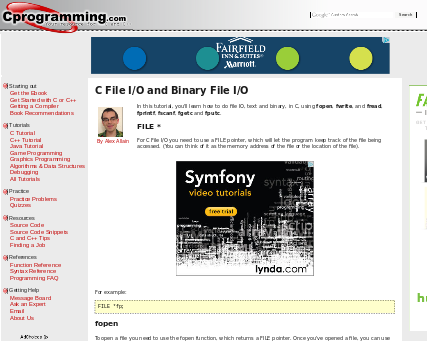 Cprogramming.com
Google Custom Search
Search
FAIRFIELD
INN & SUITES
Marriott
Starting out
Get the Ebook
Get Started with C or C++
Getting a Compiler
Book Recommendations
Tutorials
C Tutorial
C++ Tutorial
Java Tutorial
Game Programming
Graphics Programming
Algorithms & Data Structures
Debugging
All Tutorials
Practice
Practice Problems
Quizzes
Resources
Source Code
Source Code Snippets
C and C++ Tips
Finding a Job
References
Function Reference
Syntax Reference
Programming FAQ
Getting Help
Message Board
Ask an Expert
Email
About Us
AdChoices
C File I/O and Binary File I/O
By Alex Allain
In this tutorial, you'll learn how to do file IO, text and binary, in C, using fopen, fwrite, and fread,
fprintf, fscanf, fgetc and fputc.
FILE *
For C File I/O you need to use a FILE pointer, which will let the program keep track of the file being
accessed. (You can think of it as the memory address of the file or the location of the file).
Symfony
video tutorials
free trial
lynda.com
For example:
FILE *fp;
fopen
To open a file you need to use the fopen function, which returns a FILE pointer. Once you've opened a file, you can use